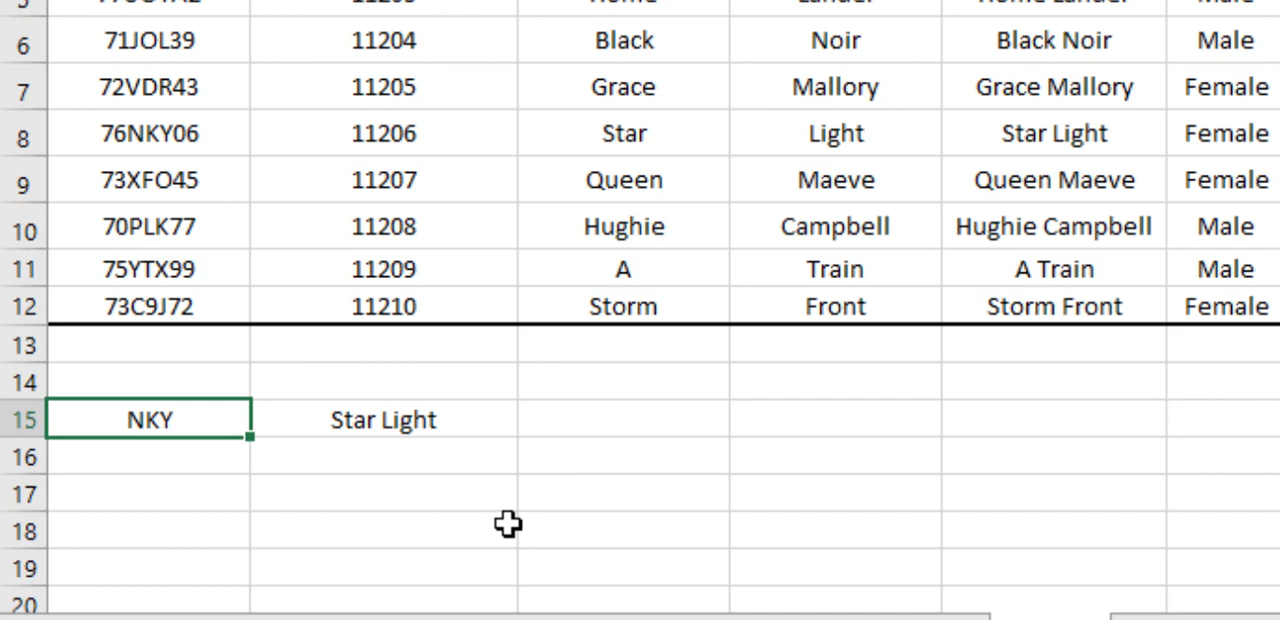 6 71JOL39 11204 Black Noir Black Noir Male
7 72VDR43 11205 Grace Mallory Grace Mallory Female
8 76NKY06 11206 Star Light Star Light Female
9 73XFO45 11207 Queen Maeve Queen Maeve Female
10 70PLK77 11208 Hughie Campbell Hughie Campbell Male
11 75YTX99 11209 A Train A Train Male
12 73C9J72 11210 Storm Front Storm Front Female
13
14
15 NKY Star Light
16
17
18
19
20